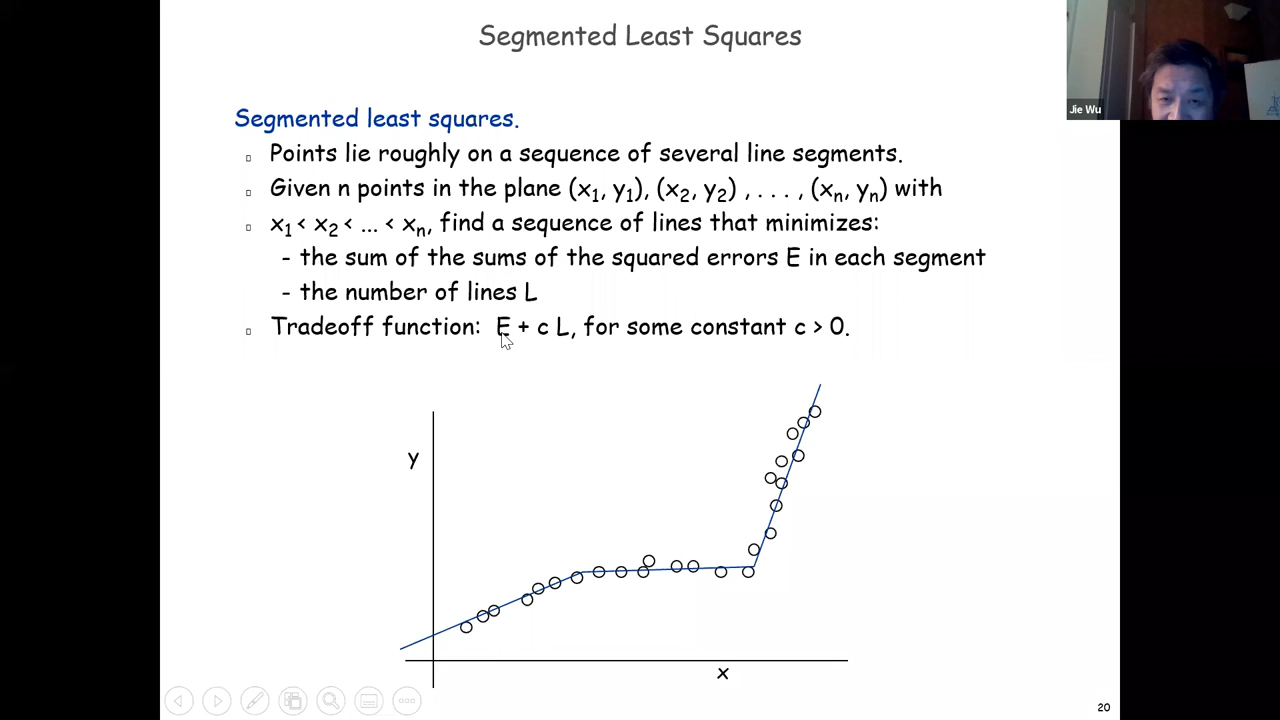 Segmented Least Squares
Jie Wu
Segmented least squares.
Points lie roughly on a sequence of several line segments.
Given n points in the plane (x₁, y₁), (x₂, y₂) , . . . , (xₙ, yₙ) with
x₁ < x₂ < ... < xₙ, find a sequence of lines that minimizes:
- the sum of the sums of the squared errors E in each segment
- the number of lines L
Tradeoff function: E + c L, for some constant c > 0.
y
x
20